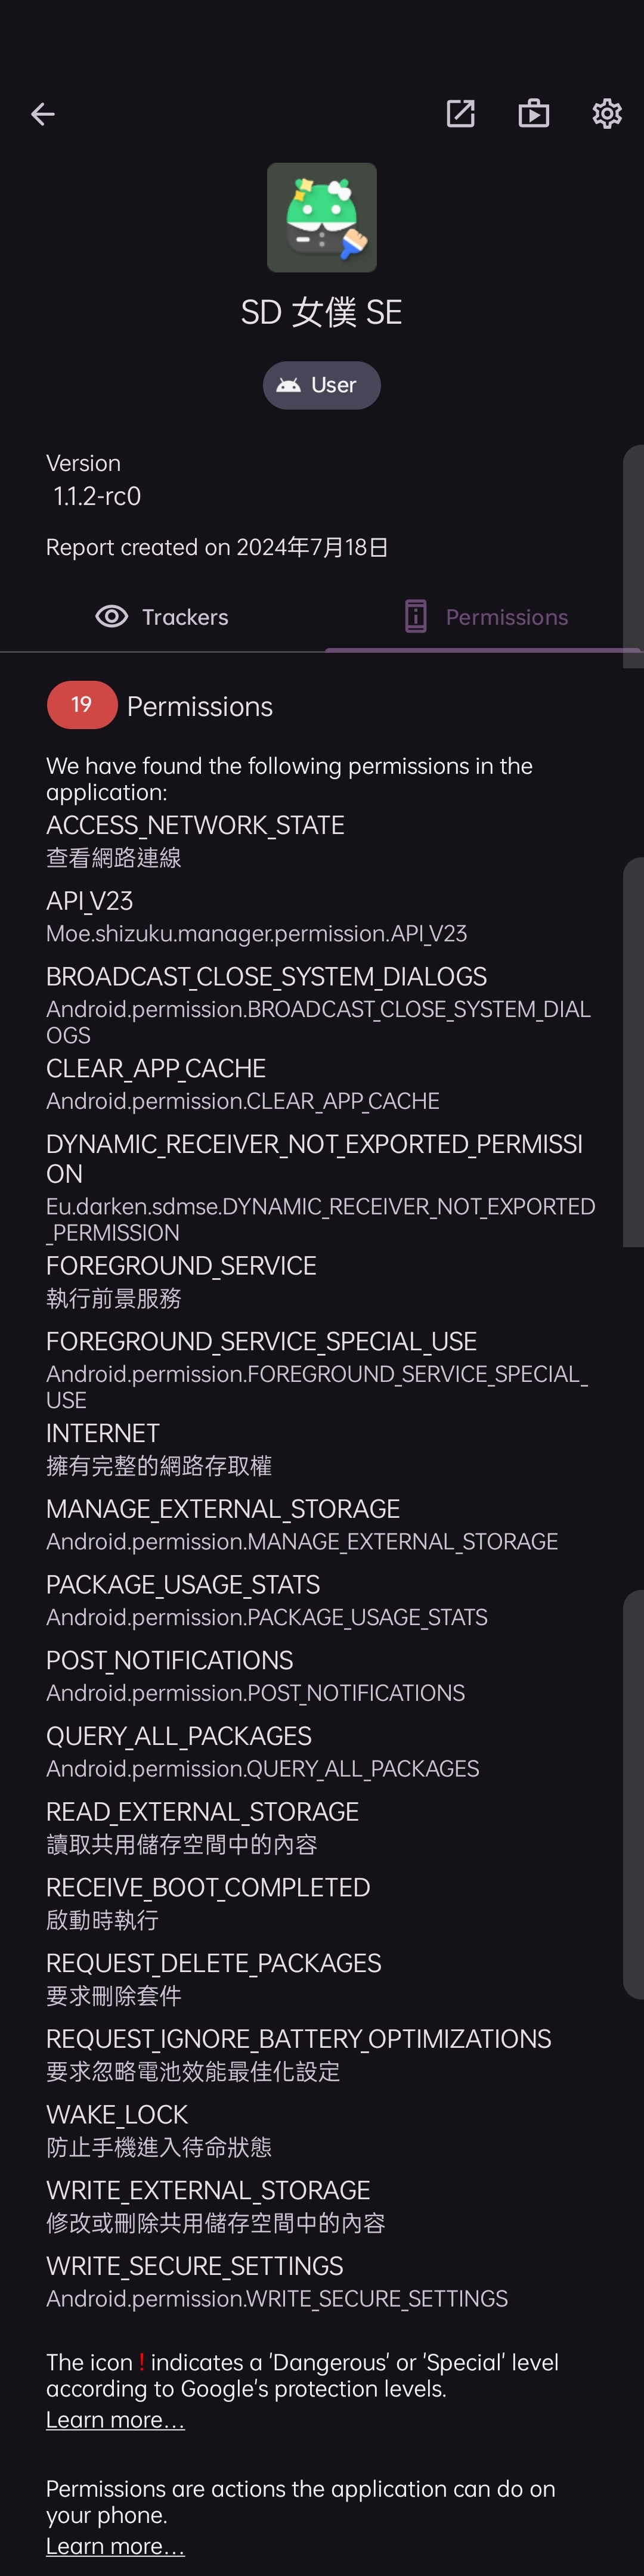 SD 女僕 SE
User
Version
1.1.2-rc0
Report created on 2024年7月18日
Trackers
Permissions
19 Permissions
We have found the following permissions in the
application:
ACCESS_NETWORK_STATE
查看網路連線
API_V23
Moe.shizuku.manager.permission.API_V23
BROADCAST_CLOSE_SYSTEM_DIALOGS
Android.permission.BROADCAST_CLOSE_SYSTEM_DIAL
OGS
CLEAR_APP_CACHE
Android.permission.CLEAR_APP_CACHE
DYNAMIC_RECEIVER_NOT_EXPORTED_PERMISSI
ON
Eu.darken.sdmse.DYNAMIC_RECEIVER_NOT_EXPORTED
_PERMISSION
FOREGROUND_SERVICE
執行前景服務
FOREGROUND_SERVICE_SPECIAL_USE
Android.permission.FOREGROUND_SERVICE_SPECIAL_
USE
INTERNET
擁有完整的網路存取權
MANAGE_EXTERNAL_STORAGE
Android.permission.MANAGE_EXTERNAL_STORAGE
PACKAGE_USAGE_STATS
Android.permission.PACKAGE_USAGE_STATS
POST_NOTIFICATIONS
Android.permission.POST_NOTIFICATIONS
QUERY_ALL_PACKAGES
Android.permission.QUERY_ALL_PACKAGES
READ_EXTERNAL_STORAGE
讀取共用儲存空間中的內容
RECEIVE_BOOT_COMPLETED
啟動時執行
REQUEST_DELETE_PACKAGES
要求刪除套件
REQUEST_IGNORE_BATTERY_OPTIMIZATIONS
要求忽略電池效能最佳化設定
WAKE_LOCK
防止手機進入待命狀態
WRITE_EXTERNAL_STORAGE
修改或刪除共用儲存空間中的內容
WRITE_SECURE_SETTINGS
Android.permission.WRITE_SECURE_SETTINGS
The icon ! indicates a 'Dangerous' or 'Special' level
according to Google's protection levels.
Learn more...
Permissions are actions the application can do on
your phone.
Learn more...